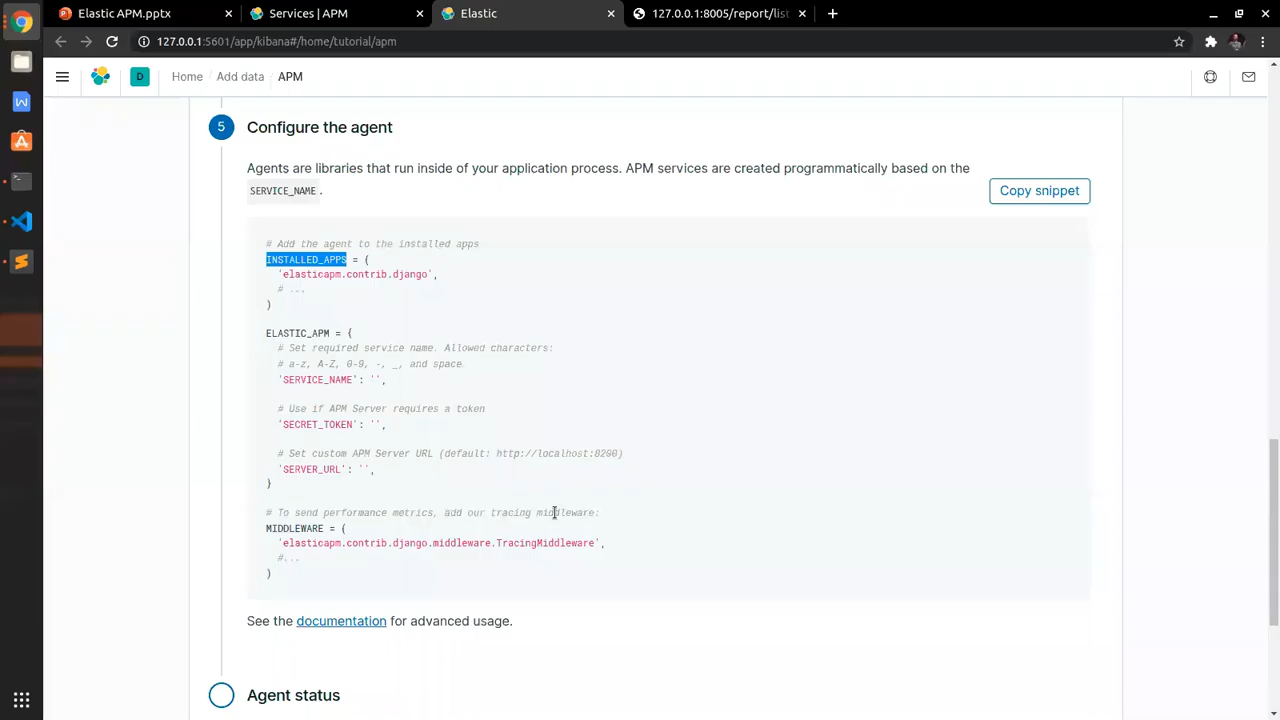 Elastic APM.pptx
Services | APM
Elastic
127.0.0.1:8005/report/list
127.0.0.1:5601/app/kibana#/home/tutorial/apm
D
Home / Add data / APM
5
Configure the agent
Agents are libraries that run inside of your application process. APM services are created programmatically based on the
SERVICE_NAME .
Copy snippet
# Add the agent to the installed apps
INSTALLED_APPS = (
'elasticapm.contrib.django',
# ...
)
ELASTIC_APM = {
# Set required service name. Allowed characters:
# a-z, A-Z, 0-9, -, _, and space
'SERVICE_NAME': '',
# Use if APM Server requires a token
'SECRET_TOKEN': '',
# Set custom APM Server URL (default: http://localhost:8200)
'SERVER_URL': '',
}
# To send performance metrics, add our tracing middleware:
MIDDLEWARE = (
'elasticapm.contrib.django.middleware.TracingMiddleware',
#...
)
See the documentation for advanced usage.
Agent status